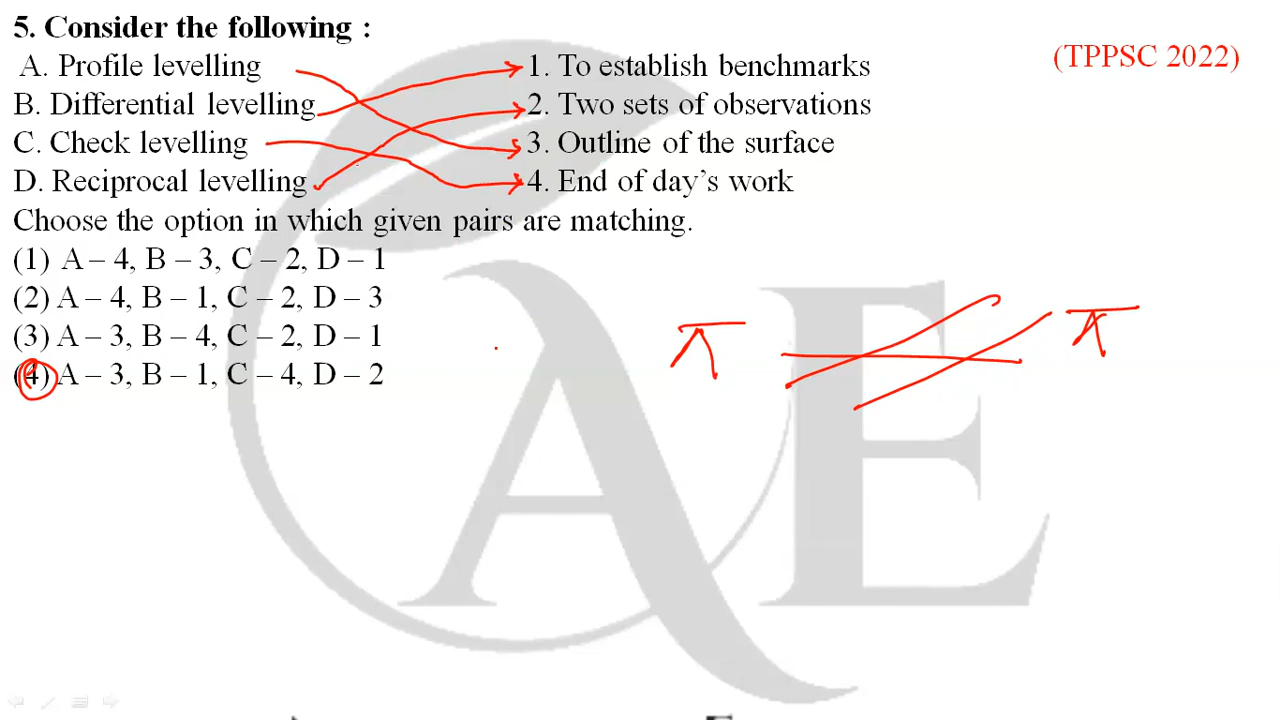 5. Consider the following :
(TPPSC 2022)
A. Profile levelling 1. To establish benchmarks
B. Differential levelling 2. Two sets of observations
C. Check levelling 3. Outline of the surface
D. Reciprocal levelling 4. End of day's work
Choose the option in which given pairs are matching.
(1) A – 4, B – 3, C – 2, D – 1
(2) A – 4, B – 1, C – 2, D – 3
(3) A – 3, B – 4, C – 2, D – 1
(4) A – 3, B – 1, C – 4, D – 2
AE